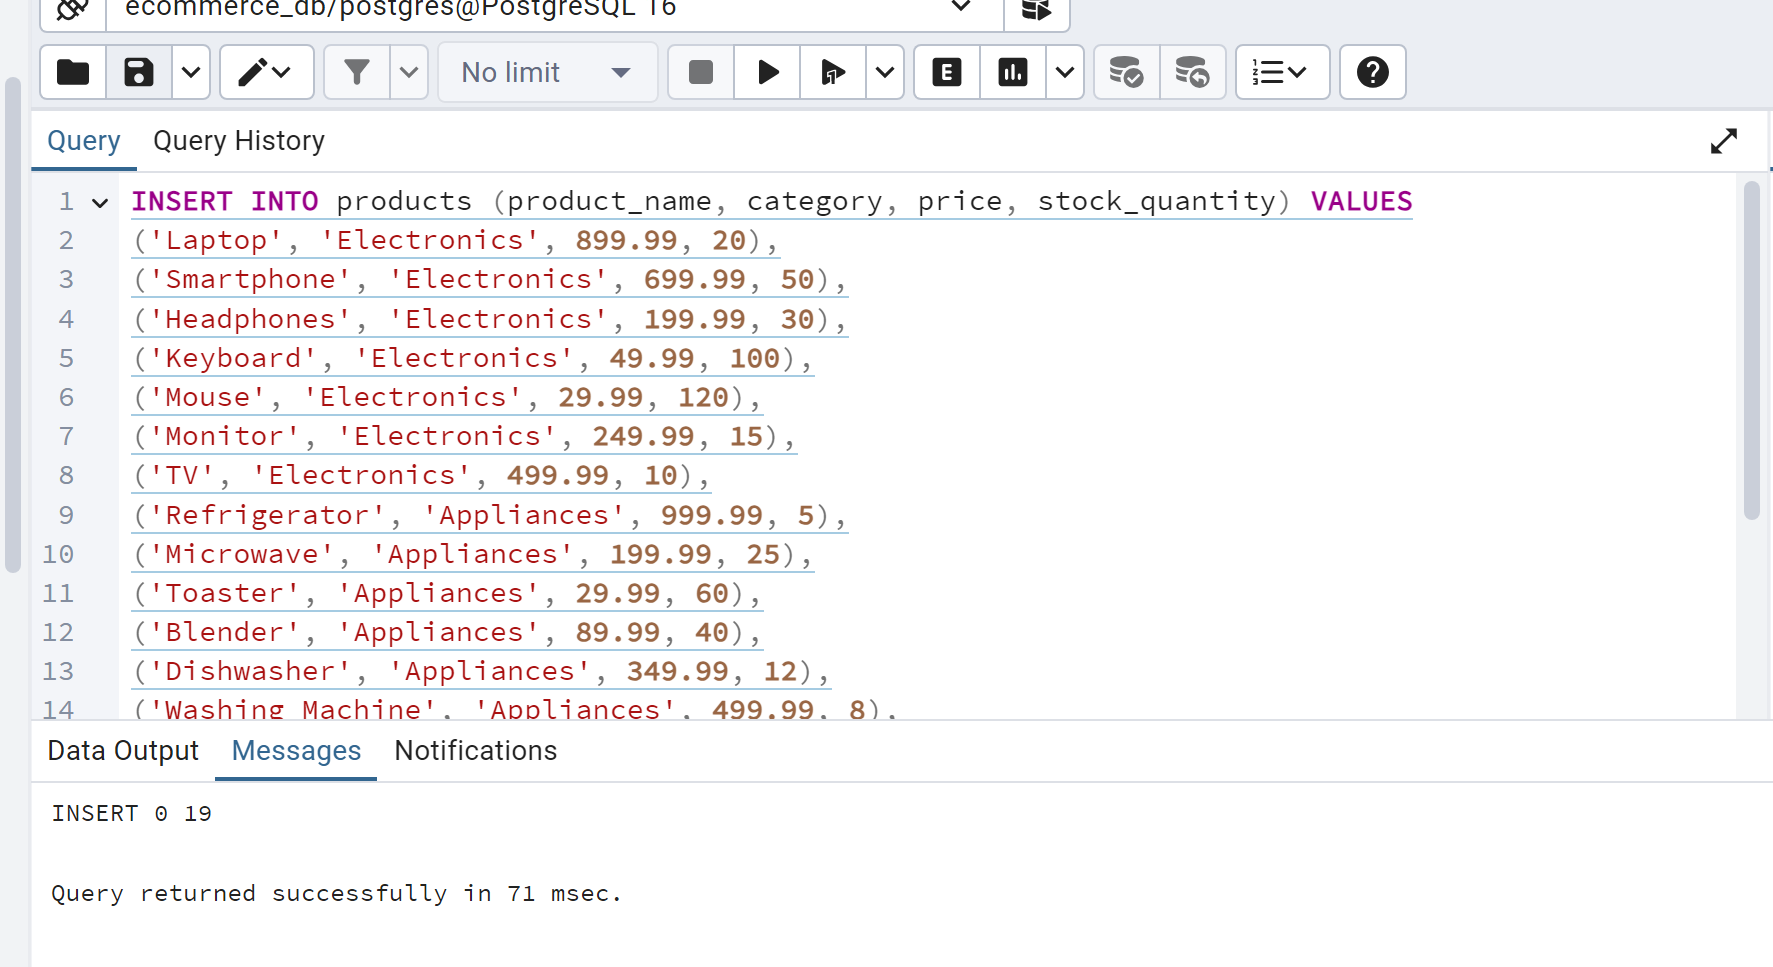 ecommerce_db/postgres@PostgreSQL 16
No limit
E
Query Query History
1 INSERT INTO products (product_name, category, price, stock_quantity) VALUES
2 ('Laptop', 'Electronics', 899.99, 20),
3 ('Smartphone', 'Electronics', 699.99, 50),
4 ('Headphones', 'Electronics', 199.99, 30),
5 ('Keyboard', 'Electronics', 49.99, 100),
6 ('Mouse', 'Electronics', 29.99, 120),
7 ('Monitor', 'Electronics', 249.99, 15),
8 ('TV', 'Electronics', 499.99, 10),
9 ('Refrigerator', 'Appliances', 999.99, 5),
10 ('Microwave', 'Appliances', 199.99, 25),
11 ('Toaster', 'Appliances', 29.99, 60),
12 ('Blender', 'Appliances', 89.99, 40),
13 ('Dishwasher', 'Appliances', 349.99, 12),
14 ('Washing Machine', 'Appliances', 499.99, 8),
Data Output Messages Notifications
INSERT 0 19
Query returned successfully in 71 msec.